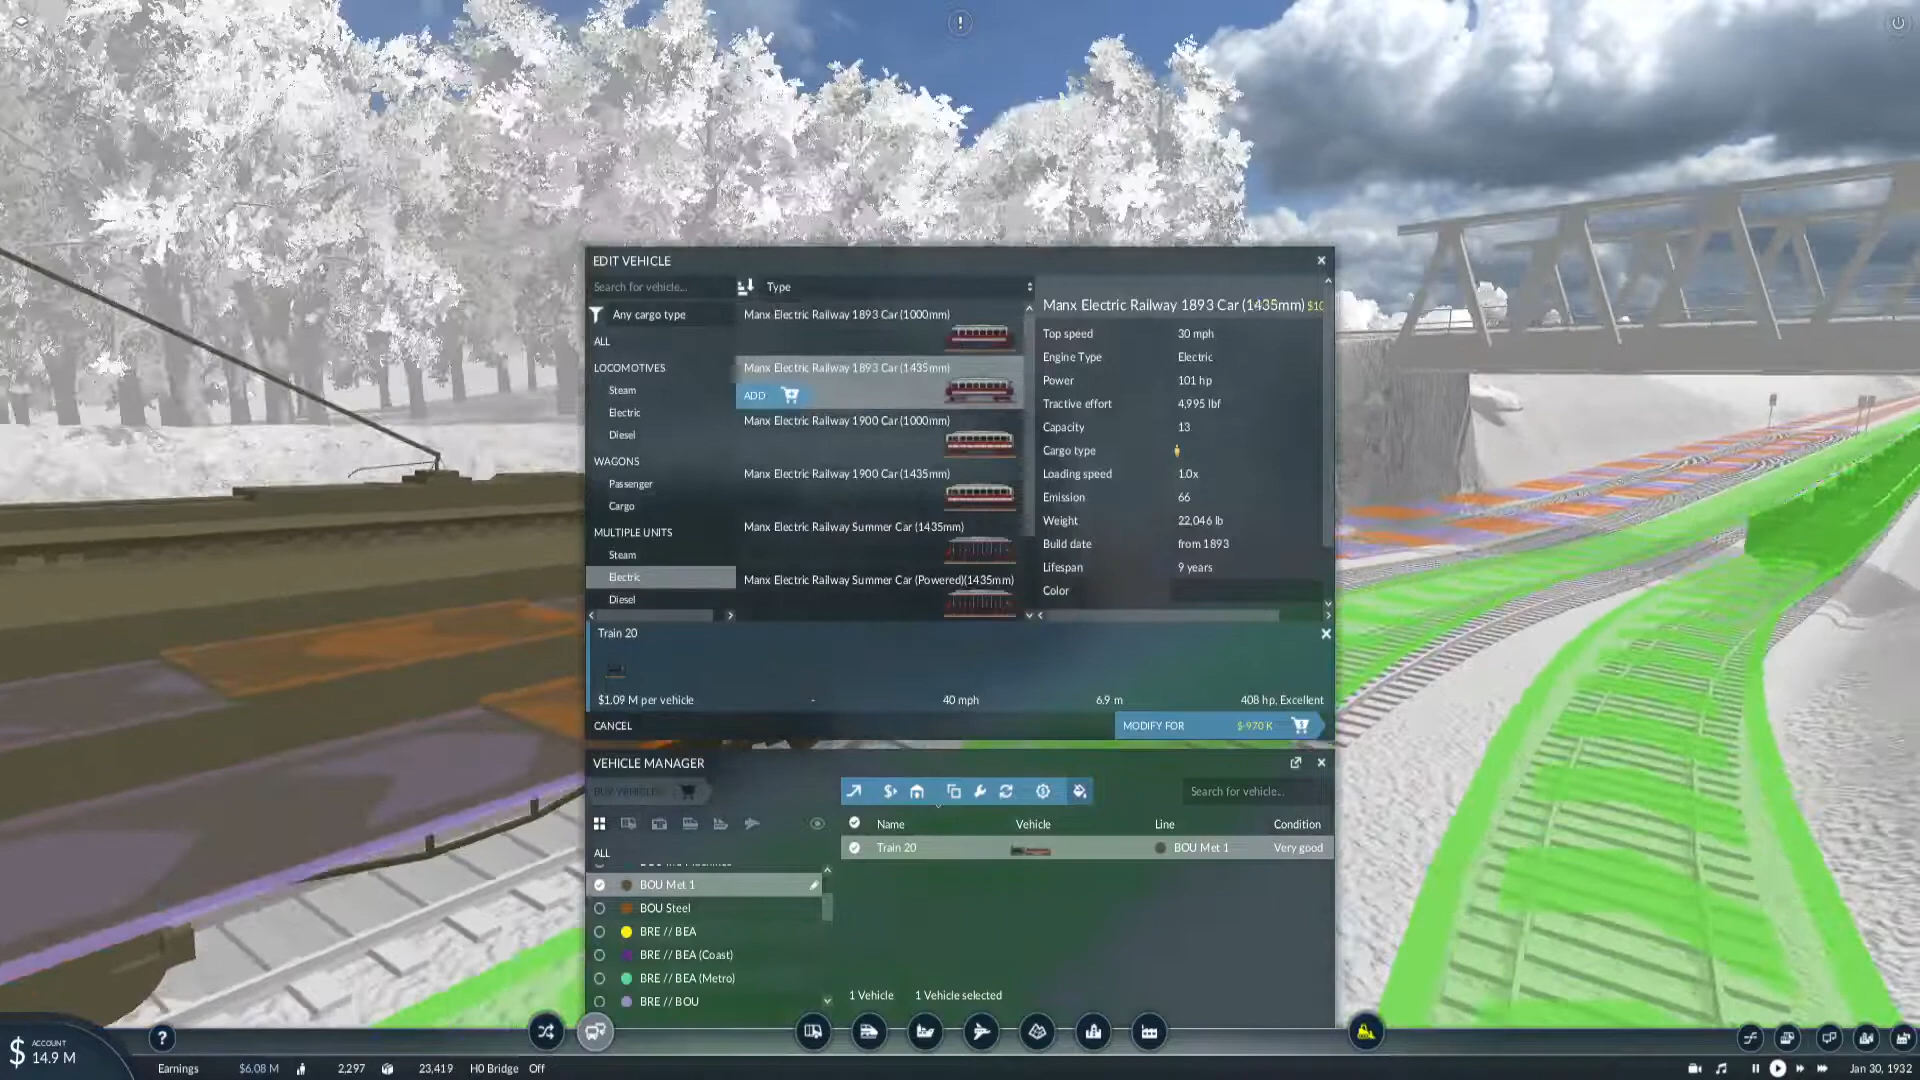 EDIT VEHICLE
Search for vehicle...
Type
Any cargo type
ALL
LOCOMOTIVES
Steam
Electric
Diesel
WAGONS
Passenger
Cargo
MULTIPLE UNITS
Steam
Electric
Diesel
Manx Electric Railway 1893 Car (1000mm)
Manx Electric Railway 1893 Car (1435mm)
ADD
Manx Electric Railway 1900 Car (1000mm)
Manx Electric Railway 1900 Car (1435mm)
Manx Electric Railway Summer Car (1435mm)
Manx Electric Railway Summer Car (Powered)(1435mm)
Manx Electric Railway 1893 Car (1435mm) $10
Top speed 30 mph
Engine Type Electric
Power 101 hp
Tractive effort 4,995 lbf
Capacity 13
Cargo type
Loading speed 1.0x
Emission 66
Weight 22,046 lb
Build date from 1893
Lifespan 9 years
Color
Train 20
$1.09 M per vehicle - 40 mph 6.9 m 408 hp, Excellent
CANCEL
MODIFY FOR $-970 K
VEHICLE MANAGER
BUY VEHICLES
Search for vehicle...
Name Vehicle Line Condition
ALL
Train 20 BOU Met 1 Very good
BOU Met 1
BOU Steel
BRE // BEA
BRE // BEA (Coast)
BRE // BEA (Metro)
BRE // BOU
1 Vehicle 1 Vehicle selected
$ ACCOUNT
14.9 M
?
Earnings $6.08 M 2,297 23,419 H0 Bridge Off
Jan 30, 1932